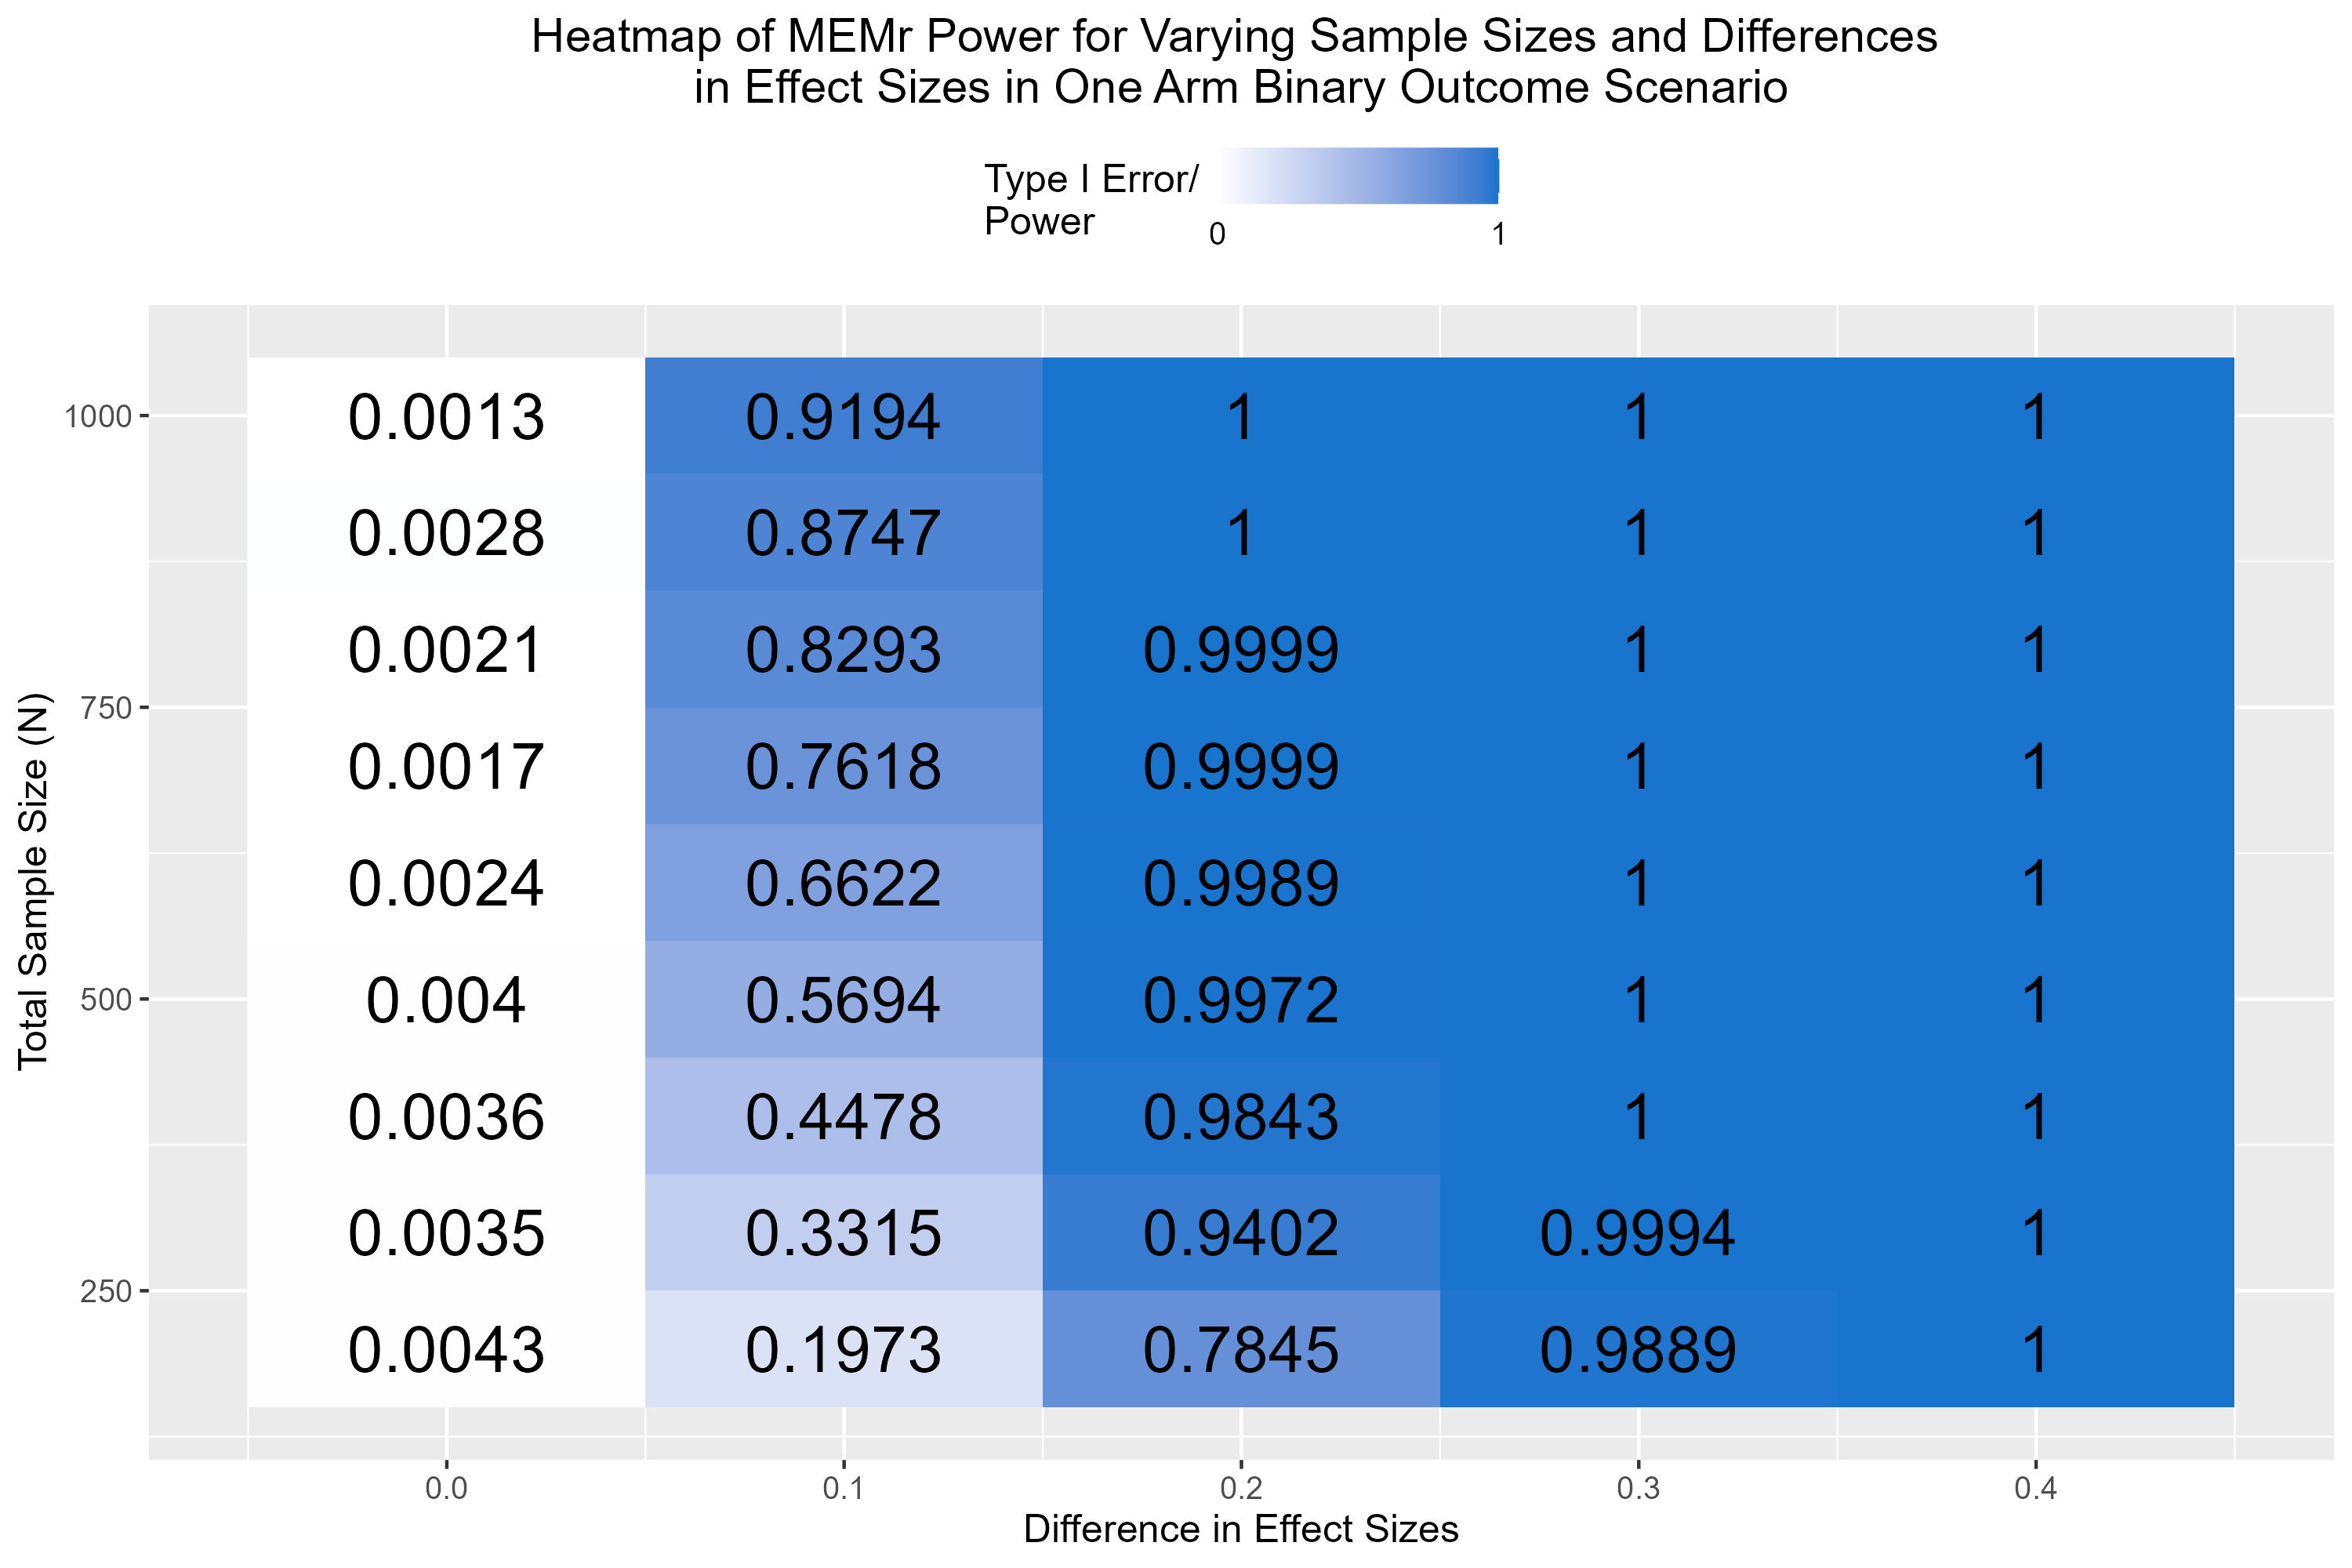 Heatmap of MEMr Power for Varying Sample Sizes and Differences
in Effect Sizes in One Arm Binary Outcome Scenario
Type I Error/
Power
0 1
Total Sample Size (N)
1000 0.0013 0.9194 1 1 1
0.0028 0.8747 1 1 1
0.0021 0.8293 0.9999 1 1
750
0.0017 0.7618 0.9999 1 1
0.0024 0.6622 0.9989 1 1
500 0.004 0.5694 0.9972 1 1
0.0036 0.4478 0.9843 1 1
0.0035 0.3315 0.9402 0.9994 1
250
0.0043 0.1973 0.7845 0.9889 1
0.0 0.1 0.2 0.3 0.4
Difference in Effect Sizes